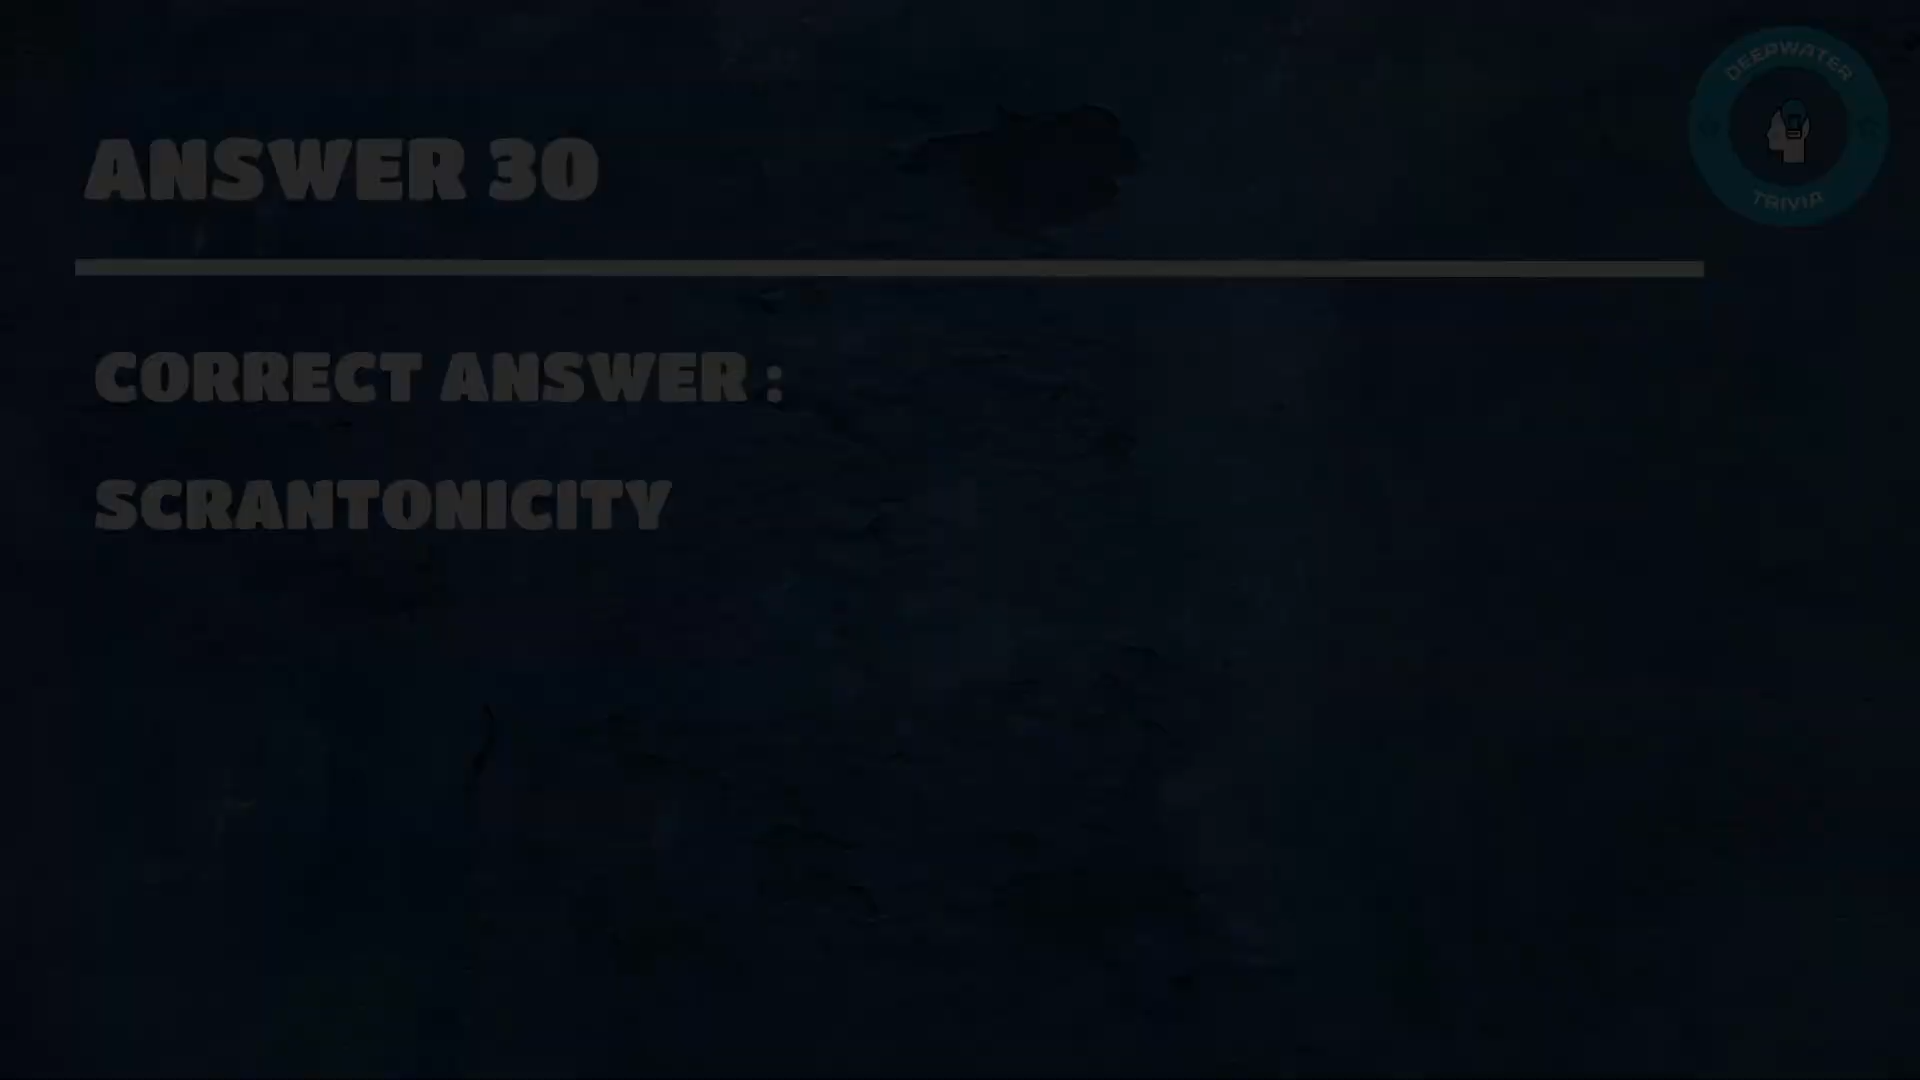 DEEPWATER
TRIVIA
ANSWER 30
CORRECT ANSWER :
SCRANTONICITY